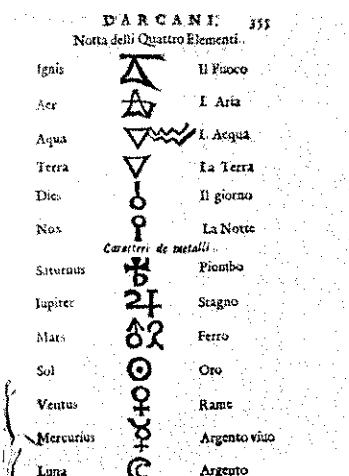 D'ARCANI. 355
Notta delli Quattro Elementi.
Ignis Il Fuoco
Aer L Aria
Aqua L Acqua
Terra La Terra
Dies Il giorno
Nox La Notte
Caratteri de metalli
Saturnus Piombo
Iupiter Stagno
Mars Ferro
Sol Oro
Ventus Rame
Mercurius Argento vivo
Luna Argento